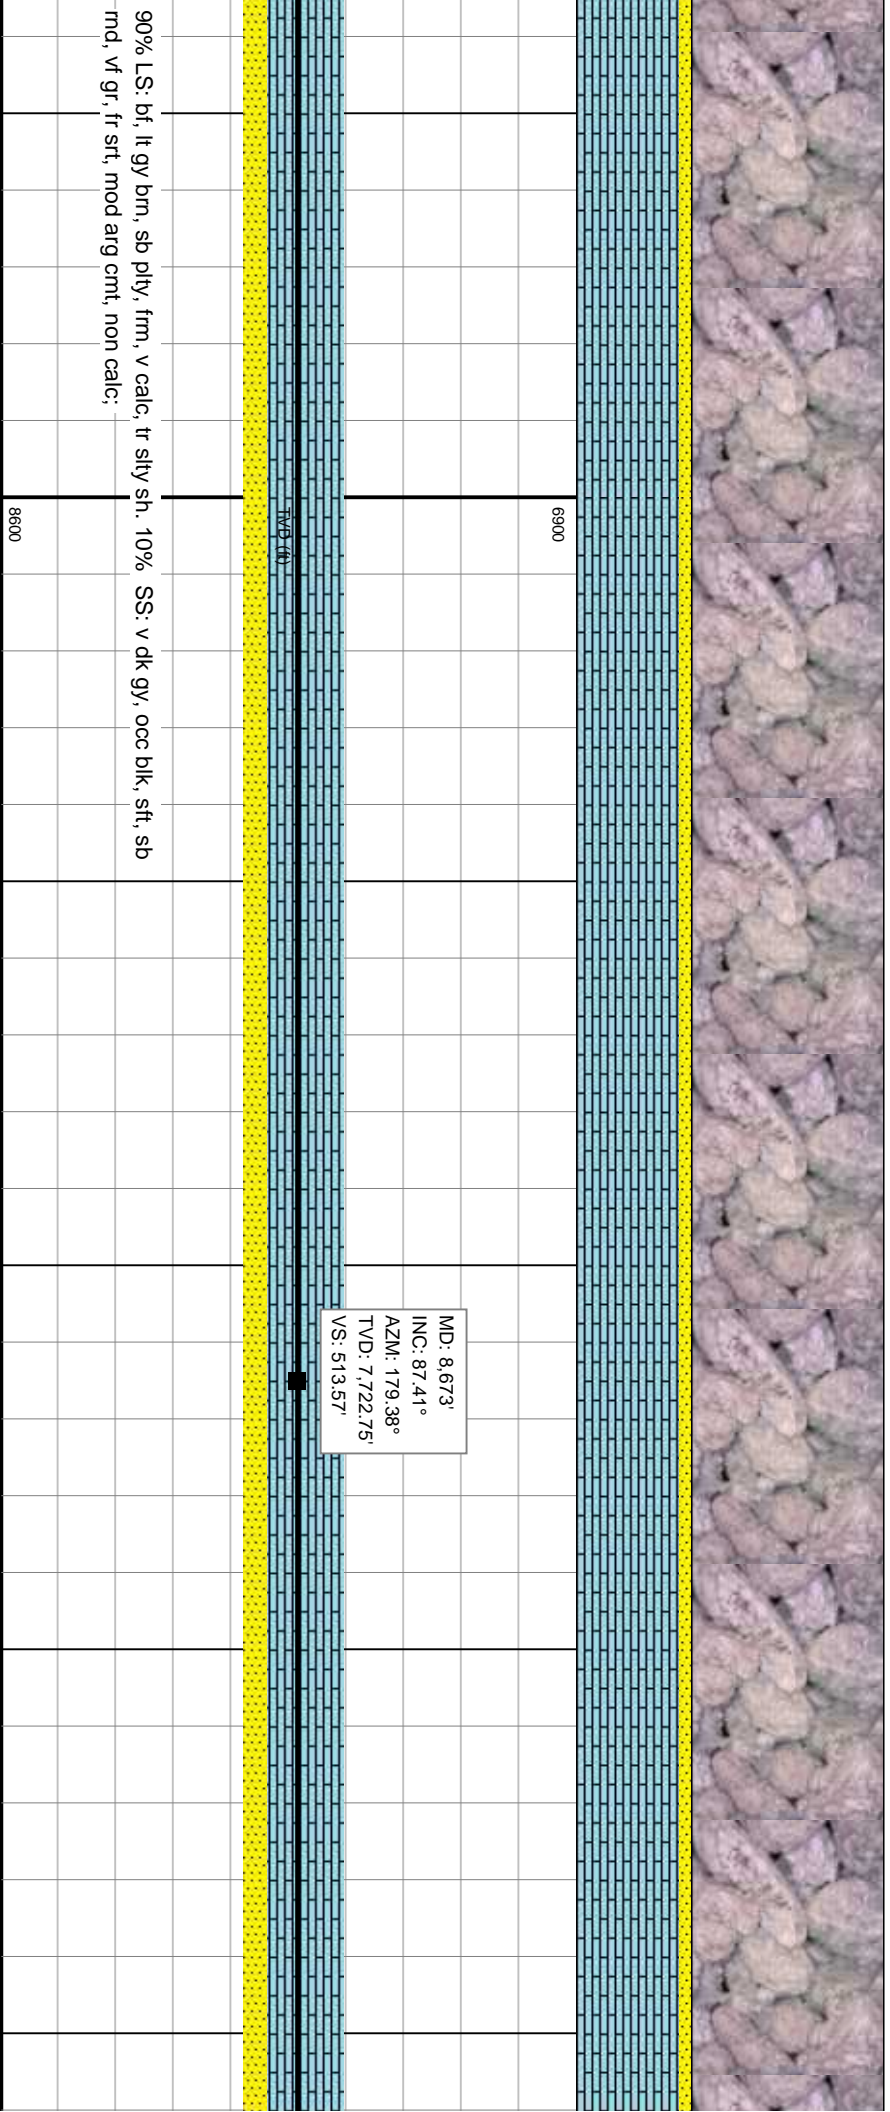 6900
MD: 8,673'
INC: 87.41°
AZM: 179.38°
TVD: 7,722.75'
VS: 513.57'
TVD (ft)
90% LS: bf, lt gy brn, sb plty, frm, v calc, tr slty sh. 10% SS: v dk gy, occ blk, sft, sb
rnd, vf gr, fr srt, mod arg cmt, non calc;
8600